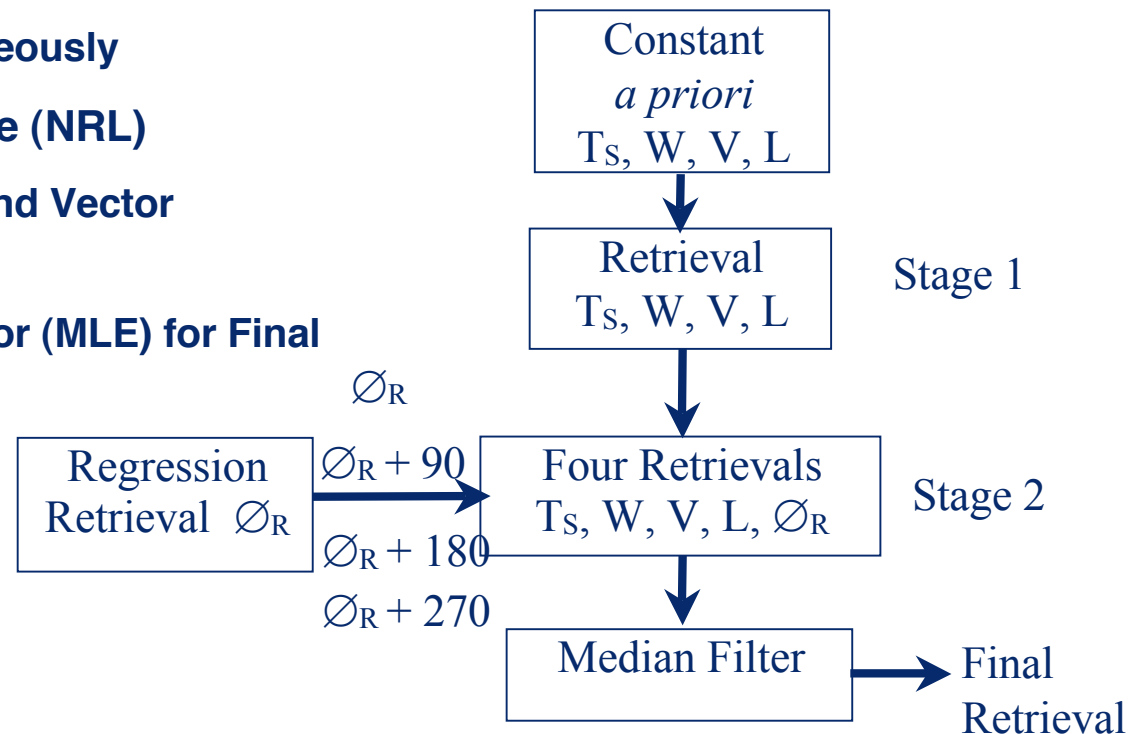 eously
e (NRL)
nd Vector
or (MLE) for Final
Constant
a priori
TS, W, V, L
Retrieval
TS, W, V, L
Stage 1
∅R
∅R + 90
∅R + 180
∅R + 270
Regression
Retrieval ∅R
Four Retrievals
TS, W, V, L, ∅R
Stage 2
Median Filter
Final
Retrieval